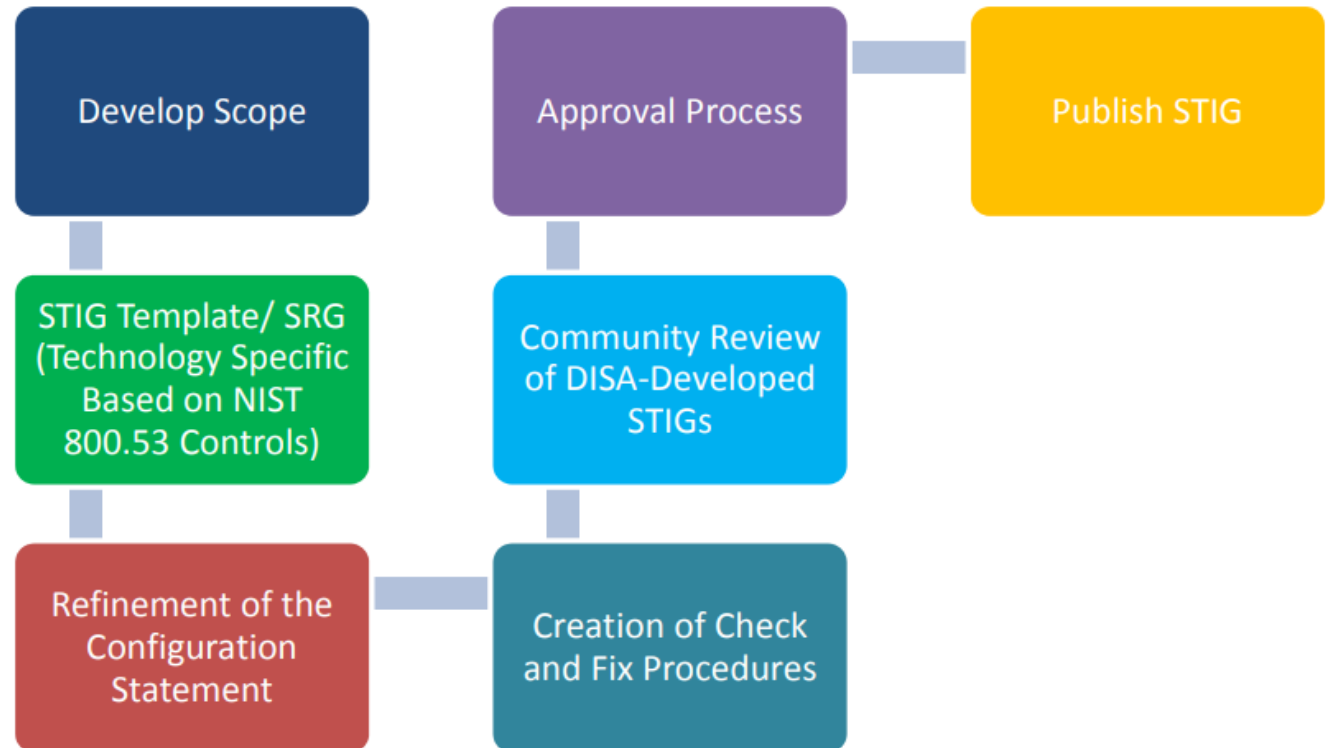 Develop Scope
STIG Template/ SRG
(Technology Specific
Based on NIST
800.53 Controls)
Refinement of the
Configuration
Statement
Creation of Check
and Fix Procedures
Community Review
of DISA-Developed
STIGs
Approval Process
Publish STIG